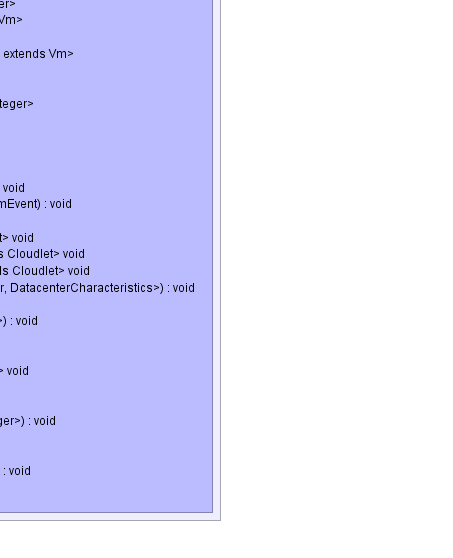 er>
Vm>
extends Vm>
teger>
void
mEvent) : void
t> void
s Cloudlet> void
ds Cloudlet> void
r, DatacenterCharacteristics>) : void
>) : void
> void
ger>) : void
: void